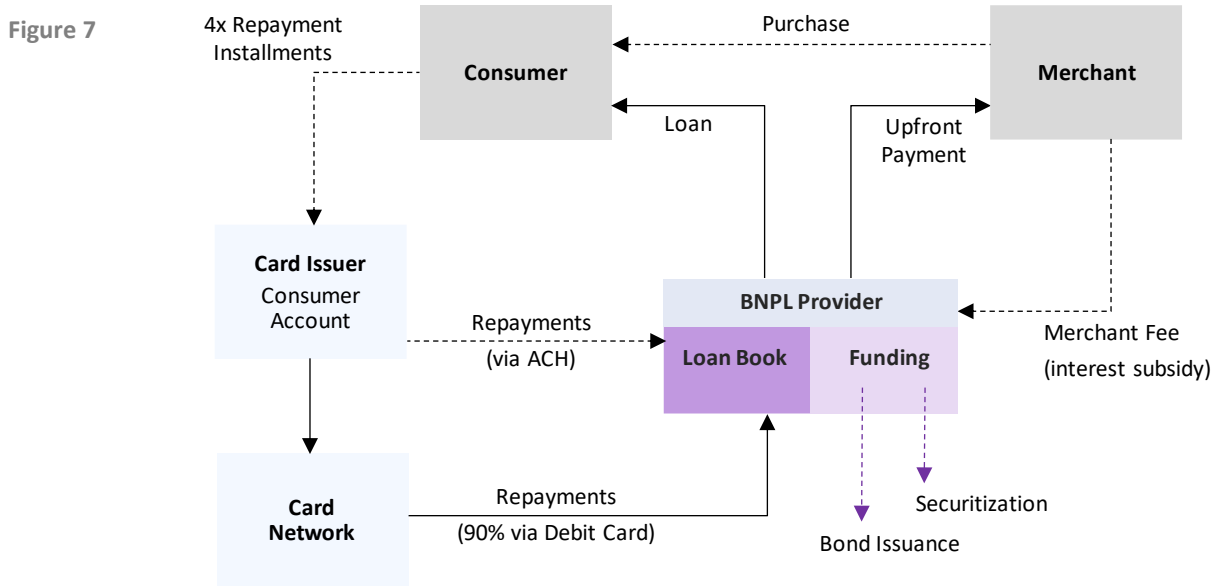 Figure 7
4x Repayment
Installments
Purchase
Consumer
Merchant
Loan
Upfront
Payment
Card Issuer
Consumer
Account
BNPL Provider
Repayments
(via ACH)
Loan Book
Funding
Merchant Fee
(interest subsidy)
Card
Network
Repayments
(90% via Debit Card)
Securitization
Bond Issuance